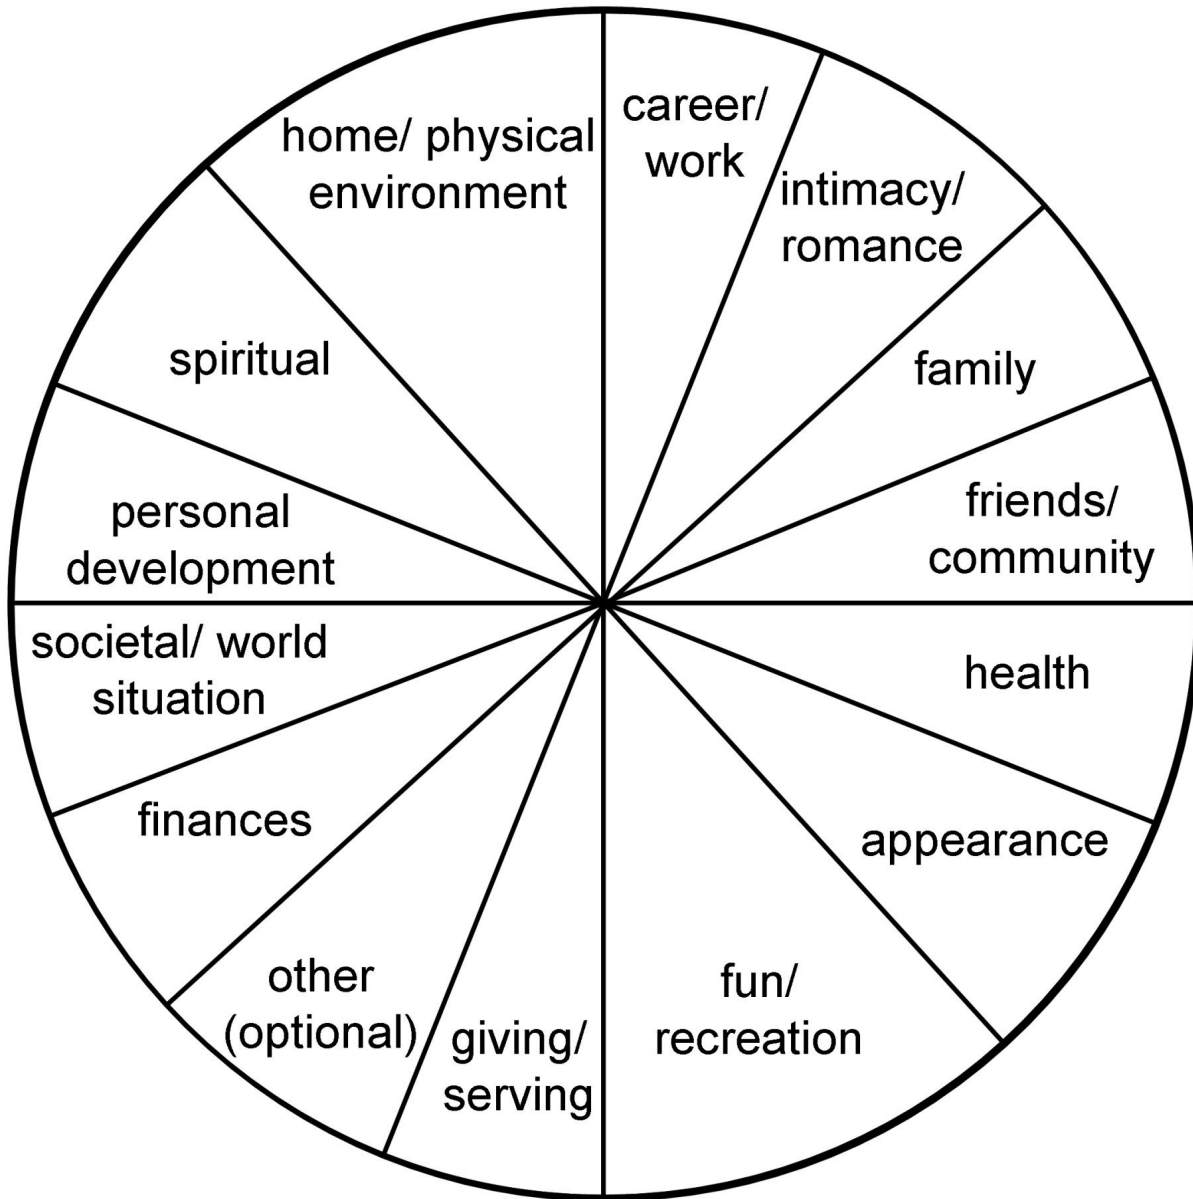 career/
work
intimacy/
romance
family
friends/
community
health
appearance
fun/
recreation
giving/
serving
other
(optional)
finances
societal/ world
situation
personal
development
spiritual
home/ physical
environment